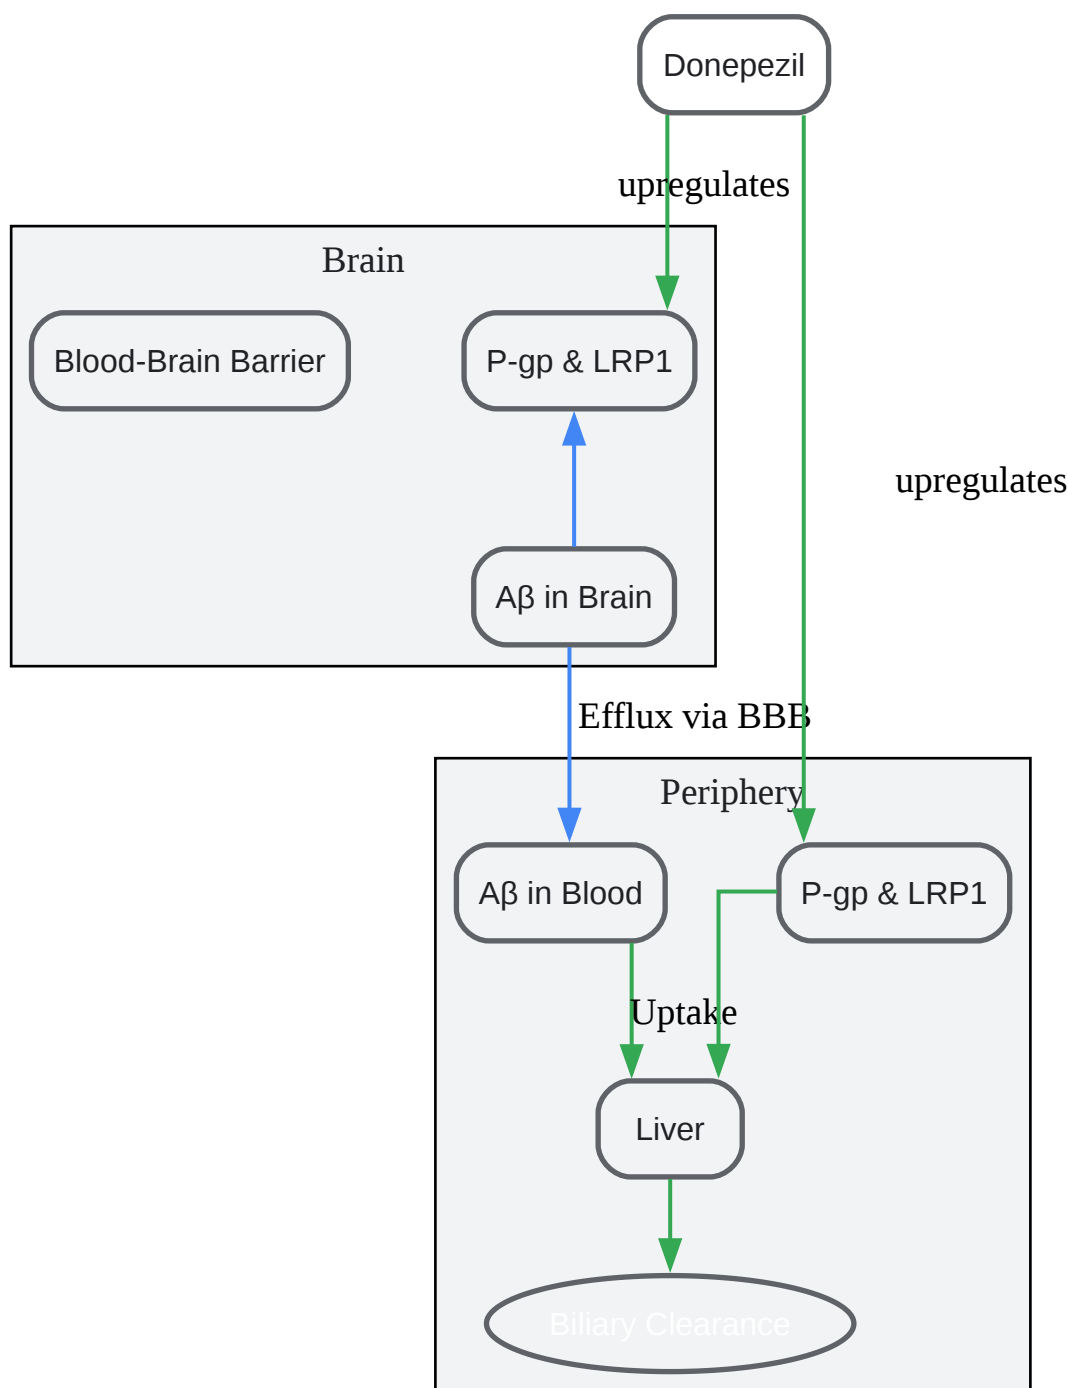 Donepezil
upregulates
Brain
Blood-Brain Barrier
P-gp & LRP1
upregulates
Aβ in Brain
Efflux via BBB
Periphery
Aβ in Blood
P-gp & LRP1
Uptake
Liver
Biliary Clearance